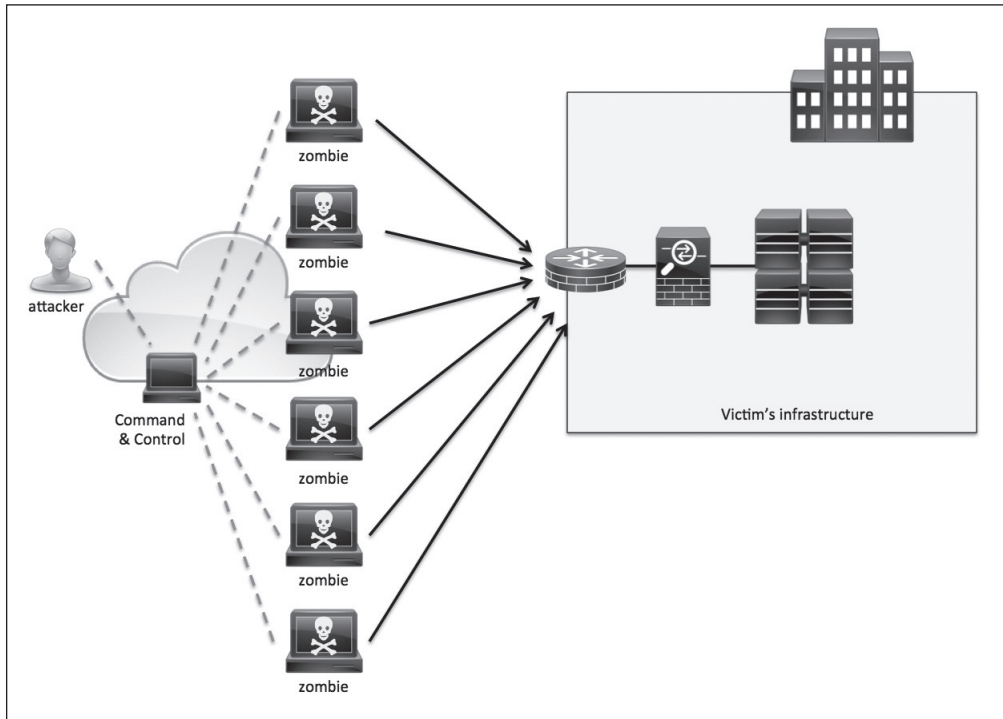 attacker
Command
& Control
zombie
zombie
zombie
zombie
zombie
zombie
Victim's infrastructure